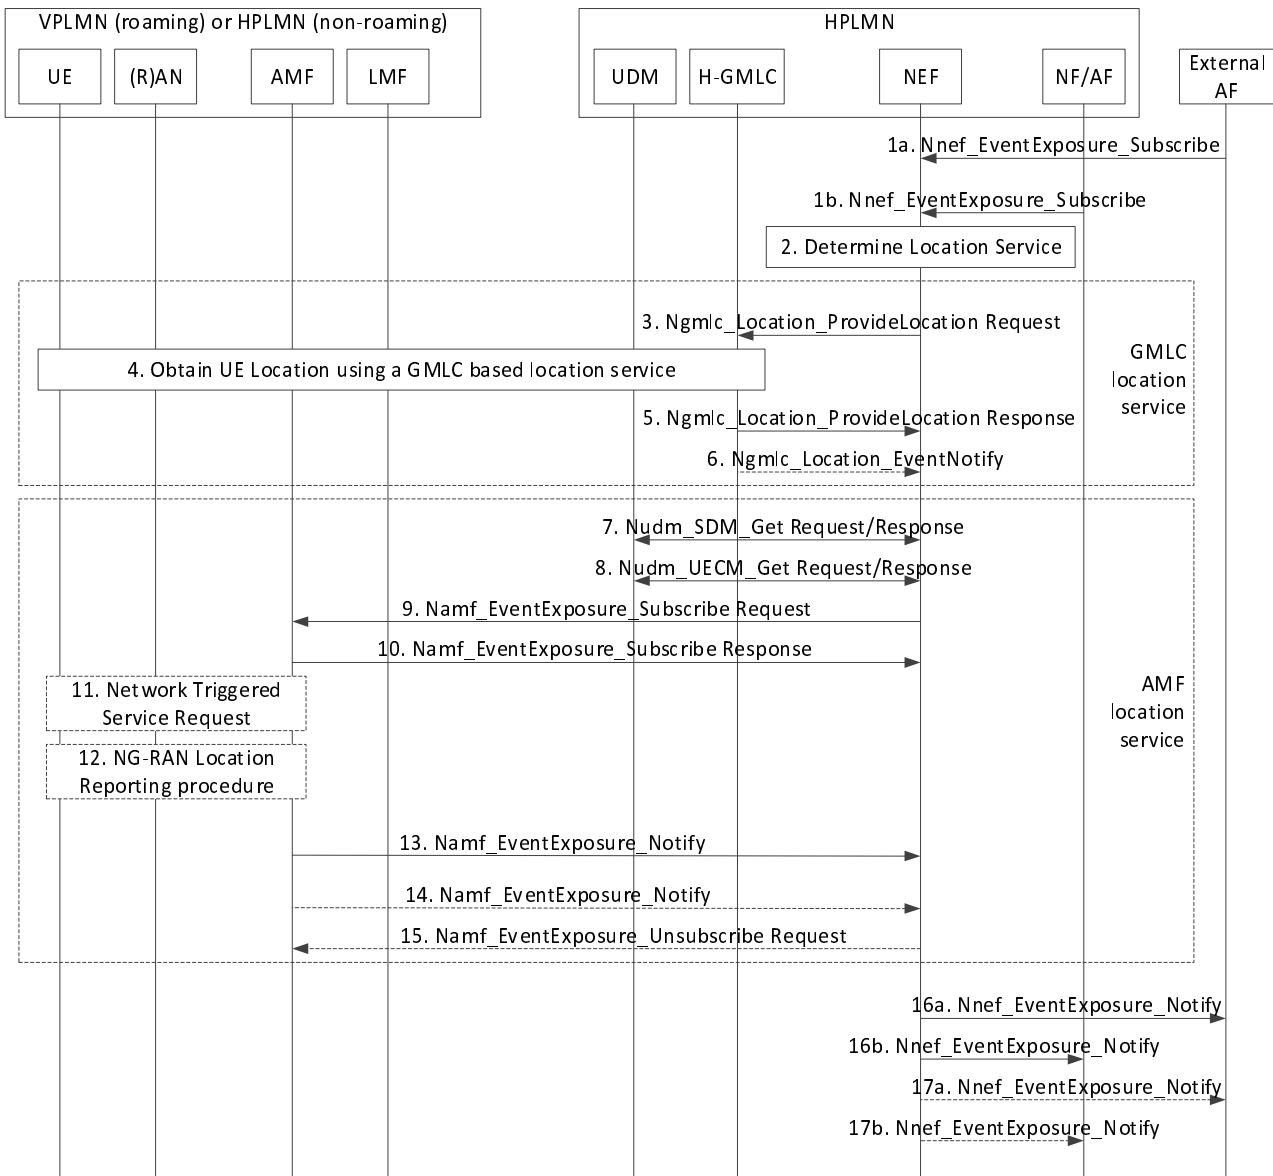 VPLMN (roaming) or HPLMN (non-roaming)
HPLMN
UE
(R)AN
AMF
LMF
UDM
H-GMLC
NEF
NF/AF
External
AF
1a. Nnef_EventExposure_Subscribe
1b. Nnef_EventExposure_Subscribe
2. Determine Location Service
3. Ngmlc_Location_ProvideLocation Request
4. Obtain UE Location using a GMLC based location service
5. Ngmlc_Location_ProvideLocation Response
6. Ngmlc_Location_EventNotify
GMLC
location
service
7. Nudm_SDM_Get Request/Response
8. Nudm_UECM_Get Request/Response
9. Namf_EventExposure_Subscribe Request
10. Namf_EventExposure_Subscribe Response
11. Network Triggered
Service Request
12. NG-RAN Location
Reporting procedure
AMF
location
service
13. Namf_EventExposure_Notify
14. Namf_EventExposure_Notify
15. Namf_EventExposure_Unsubscribe Request
16a. Nnef_EventExposure_Notify
16b. Nnef_EventExposure_Notify
17a. Nnef_EventExposure_Notify
17b. Nnef_EventExposure_Notify